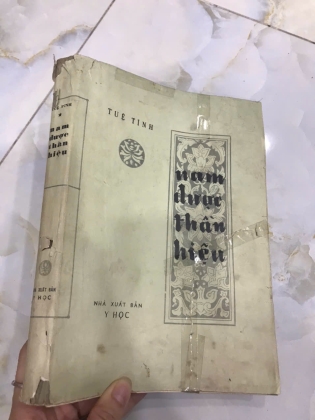 TUỆ TĨNH
nam
dược
thần
hiệu
NHÀ XUẤT BẢN
Y HỌC
nam
dược
thần
hiệu
NHÀ XUẤT BẢN
Y HỌC